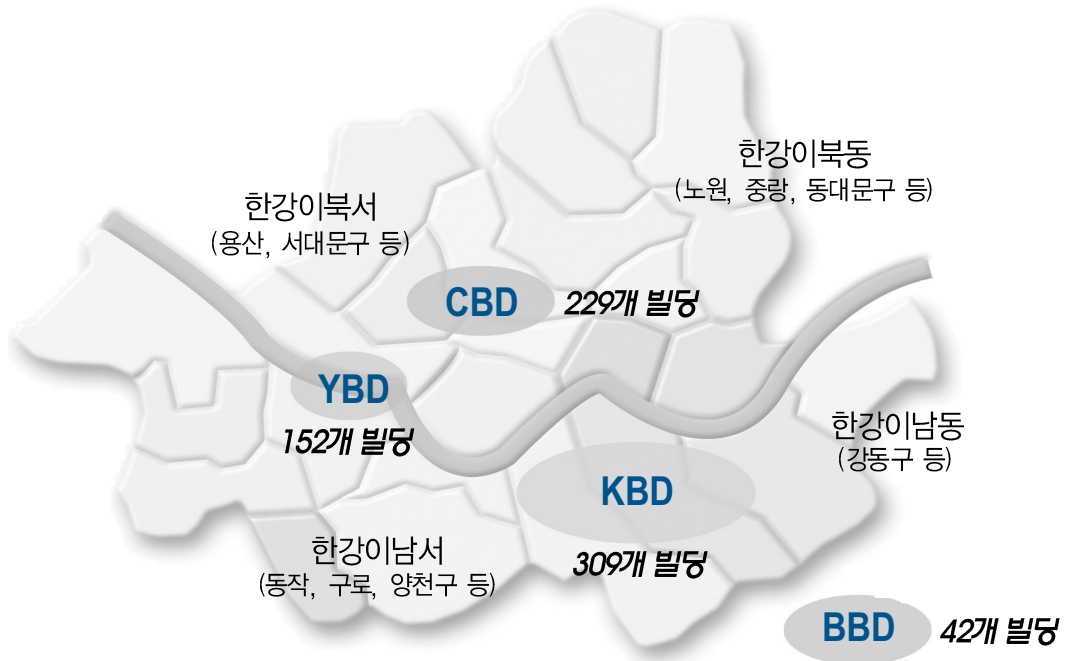 한강이북동
(노원, 중랑, 동대문구 등)
한강이북서
(용산, 서대문구 등)
CBD
229개 빌딩
YBD
152개 빌딩
한강이남동
(강동구 등)
KBD
309개 빌딩
한강이남서
(동작, 구로, 양천구 등)
BBD
42개 빌딩